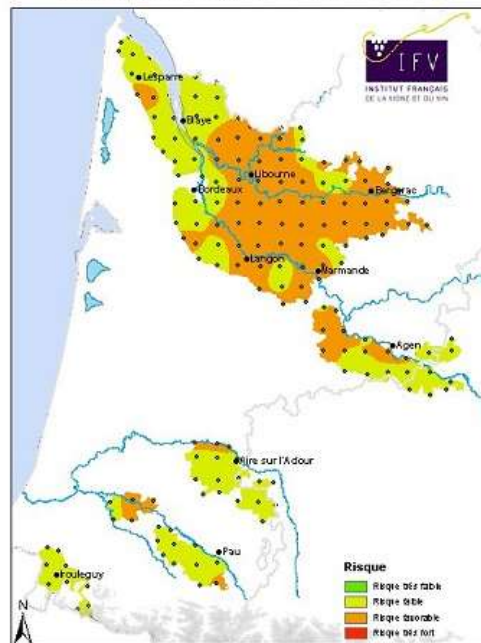 IFV
INSTITUT FRANÇAIS
DE LA VIGNE ET DU VIN
Lesparre
Blaye
Libourne
Bergerac
Bordeaux
Langon
Marmande
Agen
Aire sur l'Adour
Pau
Irouleguy
Risque
Risque très faible
Risque faible
Risque favorable
Risque très fort
N